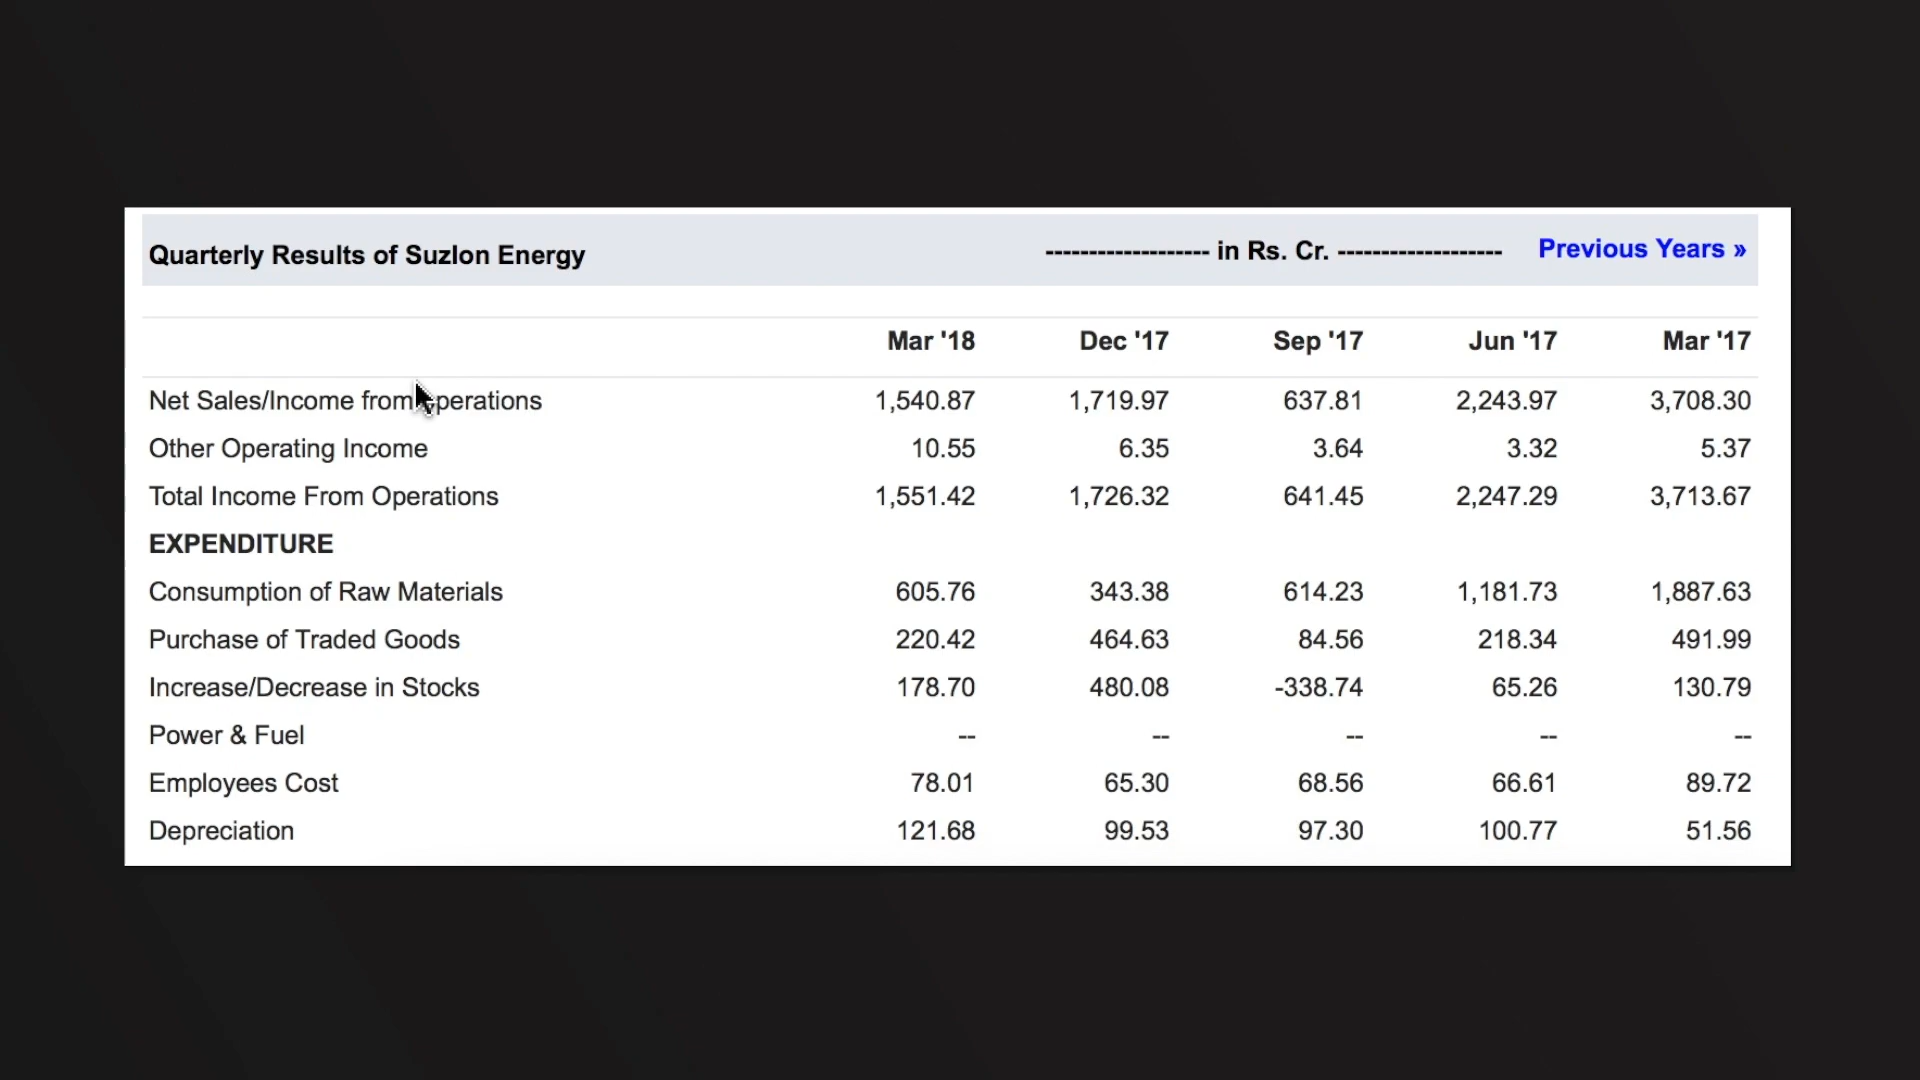 Quarterly Results of Suzlon Energy ------------------- in Rs. Cr. ------------------- Previous Years »
Mar '18 Dec '17 Sep '17 Jun '17 Mar '17
Net Sales/Income from perations 1,540.87 1,719.97 637.81 2,243.97 3,708.30
Other Operating Income 10.55 6.35 3.64 3.32 5.37
Total Income From Operations 1,551.42 1,726.32 641.45 2,247.29 3,713.67
EXPENDITURE
Consumption of Raw Materials 605.76 343.38 614.23 1,181.73 1,887.63
Purchase of Traded Goods 220.42 464.63 84.56 218.34 491.99
Increase/Decrease in Stocks 178.70 480.08 -338.74 65.26 130.79
Power & Fuel -- -- -- -- --
Employees Cost 78.01 65.30 68.56 66.61 89.72
Depreciation 121.68 99.53 97.30 100.77 51.56